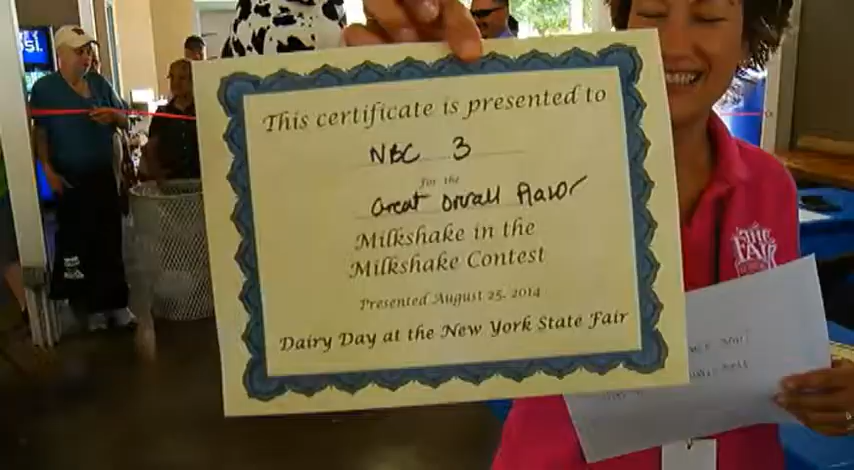 This certificate is presented to
NBC 3
for the
Great Overall Flavor
Milkshake in the
Milkshake Contest
Presented August 25, 2014
Dairy Day at the New York State Fair
FAIR